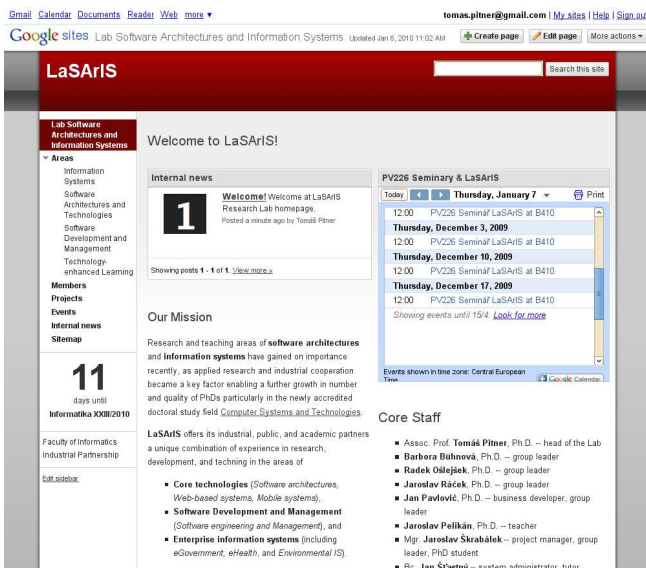 Gmail Calendar Documents Reader Web more ▼
tomas.pitner@gmail.com | My sites | Help | Sign out
Google sites Lab Software Architectures and Information Systems Updated Jan 6, 2010 11:02 AM
Create page Edit page More actions
LaSArIS
Search this site
Lab Software
Architectures and
Information Systems
Areas
Information
Systems
Software
Architectures and
Technologies
Software
Development and
Management
Technology-
enhanced Learning
Members
Projects
Events
Internal news
Sitemap
11
days until
Informatika XXIII/2010
Faculty of Informatics
Industrial Partnership
Edit sidebar
Welcome to LaSArIS!
Internal news
1
Welcome! Welcome at LaSArIS
Research Lab homepage.
Posted a minute ago by Tomáš Pitner
Showing posts 1 - 1 of 1. View more »
Our Mission
Research and teaching areas of software architectures
and information systems have gained on importance
recently, as applied research and industrial cooperation
became a key factor enabling a further growth in number
and quality of PhDs particularly in the newly accredited
doctoral study field Computer Systems and Technologies.
LaSArIS offers its industrial, public, and academic partners
a unique combination of experience in research,
development, and techning in the areas of
■ Core technologies (Software architectures,
Web-based systems, Mobile systems),
■ Software Development and Management
(Software engineering and Management), and
■ Enterprise information systems (including
eGovernment, eHealth, and Environmental IS).
PV226 Seminary & LaSArIS
Today Thursday, January 7 Print
12:00 PV226 Seminář LaSArIS at B410
Thursday, December 3, 2009
12:00 PV226 Seminář LaSArIS at B410
Thursday, December 10, 2009
12:00 PV226 Seminář LaSArIS at B410
Thursday, December 17, 2009
12:00 PV226 Seminář LaSArIS at B410
Showing events until 15/4. Look for more
Events shown in time zone: Central European
Time
Google Calendar
Core Staff
■ Assoc. Prof. Tomáš Pitner, Ph.D. -- head of the Lab
■ Barbora Bühnová, Ph.D. -- group leader
■ Radek Ošlejšek, Ph.D. -- group leader
■ Jaroslav Ráček, Ph.D. -- group leader
■ Jan Pavlovič, Ph.D. -- business developer, group
leader
■ Jaroslav Pelikán, Ph.D. -- teacher
■ Mgr. Jaroslav Škrabálek -- project manager, group
leader, PhD student
■ Bc. Jan Šťastný -- system administrator, tutor